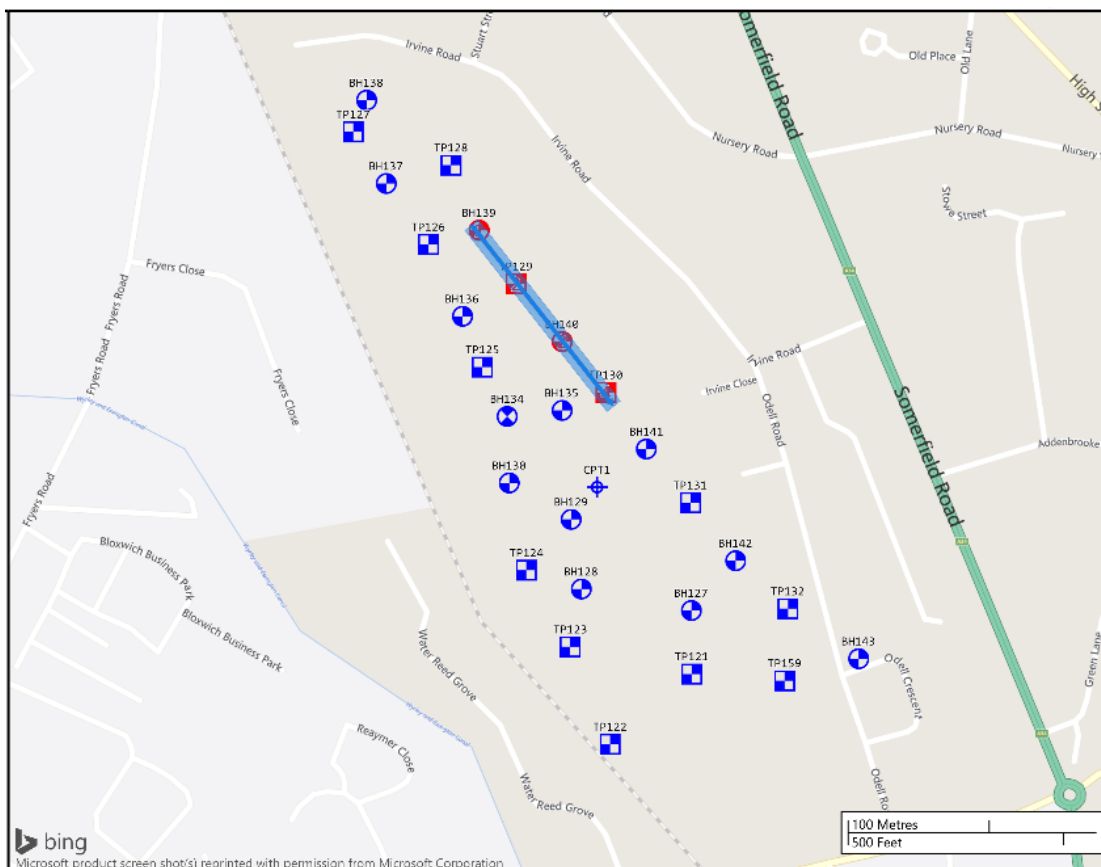 Irvine Road
Stuart Str
Somerfield Road
Old Place
Old Lane
High S
BH138
TP127
TP128
BH137
Irvine Road
Nursery Road
Nursery Road
Nursery
Stowe Street
BH139
TP126
TP129
Fryers Close
Fryers Road
Fryers Road
BH136
BH140
TP125
TP130
Irvine Road
Irvine Close
Fryers Close
BH134
BH135
Odell Road
Somerfield Road
BH141
Addenbrooke
BH130
CPT1
TP131
Fryers Road
BH129
Bloxwich Business Park
TP124
BH128
BH142
BH127
TP132
Bloxwich Business Park
TP123
BH143
Odell Crescent
Green Lane
TP121
TP159
Water Reed Grove
Reaymer Close
TP122
Odell Road
Water Reed Grove
Odell Ro
100 Metres
500 Feet
bing
Microsoft product screen shot(s) reprinted with permission from Microsoft Corporation